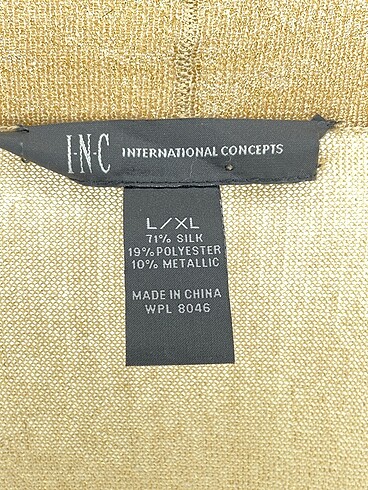 I·N·C INTERNATIONAL CONCEPTS
L/XL
71% SILK
19% POLYESTER
10% METALLIC
MADE IN CHINA
WPL 8046